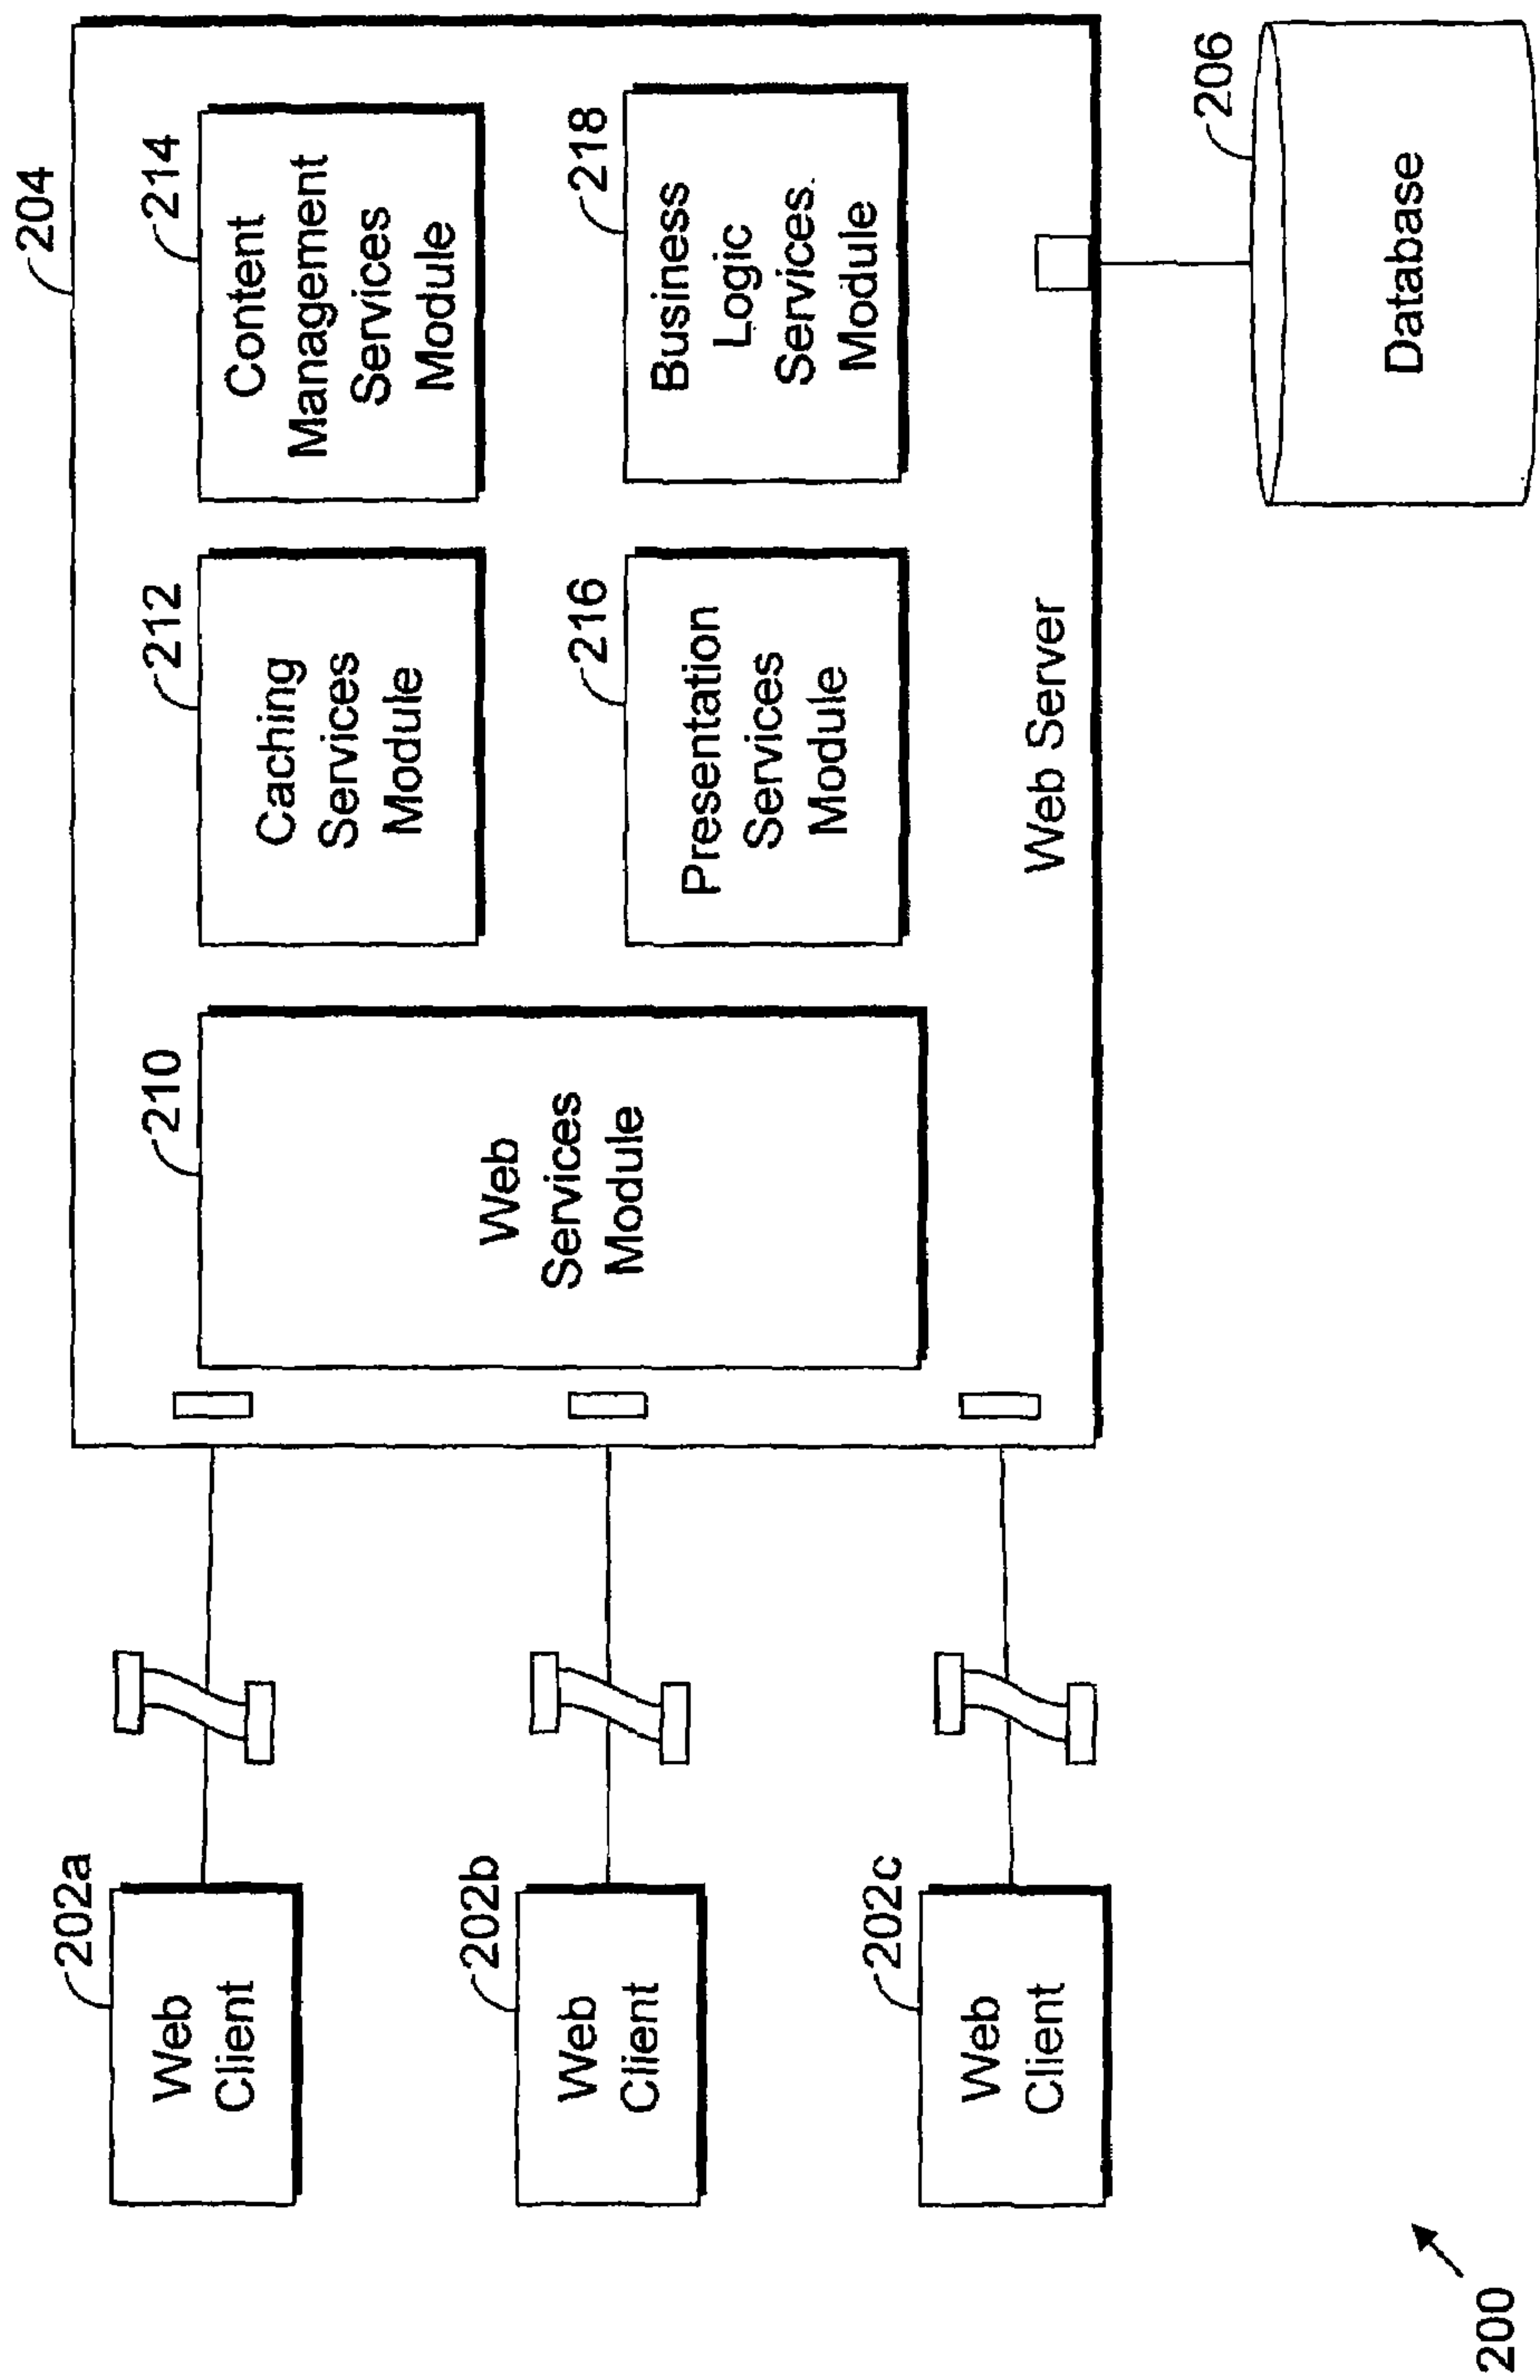 204
210
Web
Services
Module
212
Caching
Services
Module
214
Content
Management
Services
Module
216
Presentation
Services
Module
218
Business
Logic
Services.
Module
Web Server
202a
Web
Client
202b
Web
Client
202c
Web
Client
206
Database
200